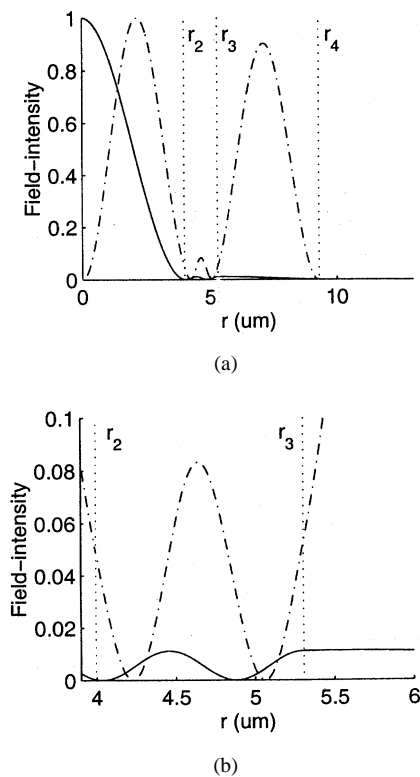 1
0.8
0.6
0.4
0.2
0
Field−intensity
r2 r3 r4
0 5 10
r (um)
(a)
0.1
0.08
0.06
0.04
0.02
0
Field−intensity
r2 r3
4 4.5 5 5.5 6
r (um)
(b)